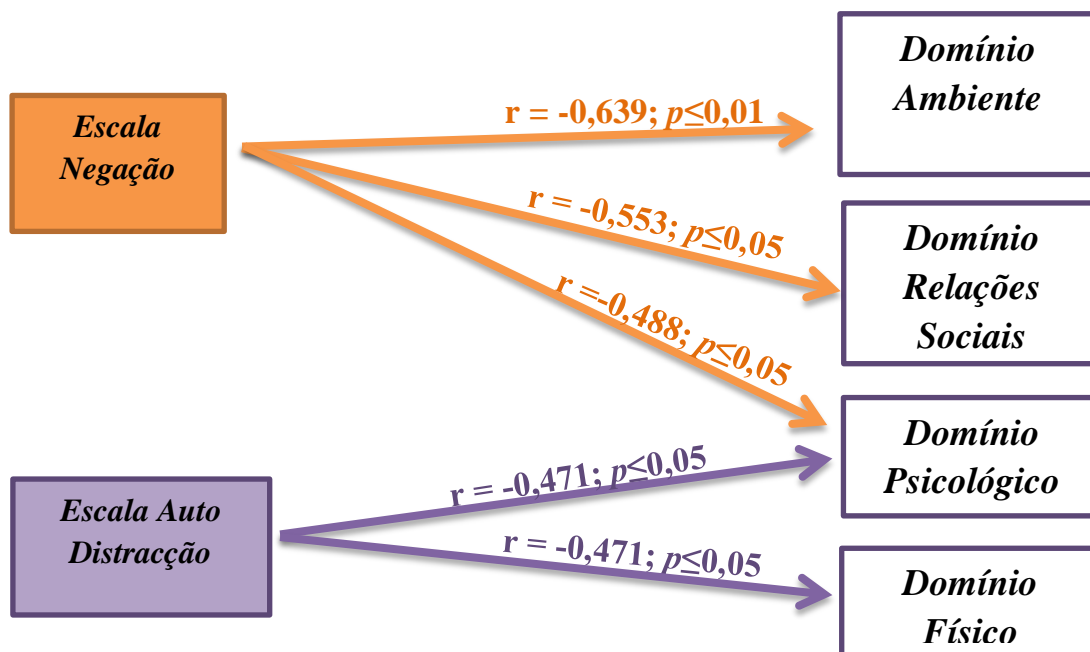 Escala
Negação
r = -0,639; p≤0,01
Domínio
Ambiente
r = -0,553; p≤0,05
Domínio
Relações
Sociais
r =-0,488; p≤0,05
Domínio
Psicológico
Escala Auto
Distracção
r = -0,471; p≤0,05
r = -0,471; p≤0,05
Domínio
Físico